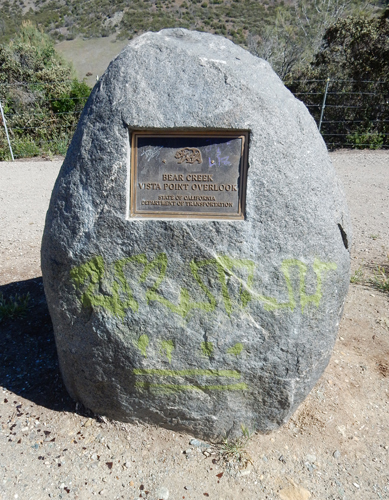 BEAR CREEK
VISTA POINT OVERLOOK
STATE OF CALIFORNIA
DEPARTMENT OF TRANSPORTATION